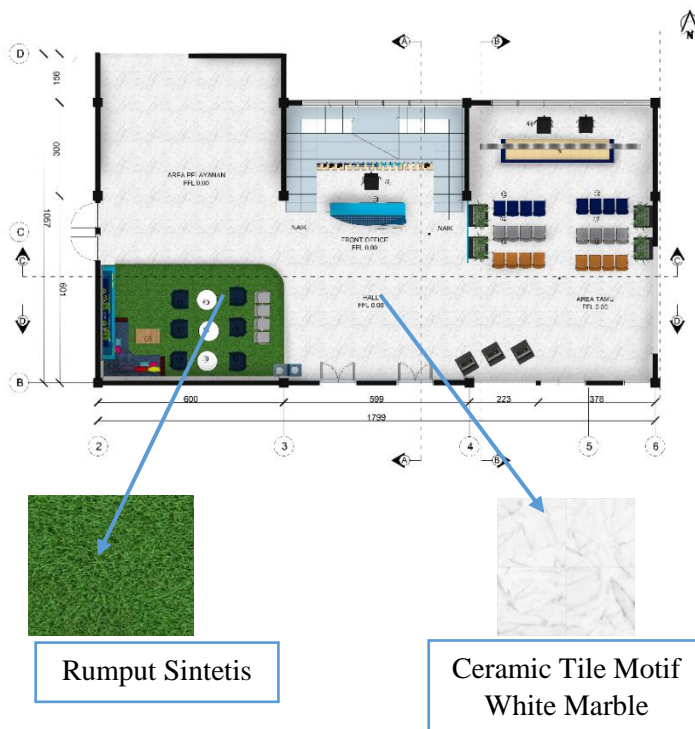 A
B
N
D
156
300
1067
601
AREA PELAYANAN
FFL 0.00
NAIK
FRONT OFFICE
FFL 0.00
NAIK
C
C
C
HALL
FFL 0.00
AREA TAMU
FFL 0.00
D
D
B
600
599
223
378
1799
2
3
4
5
6
A
B
Rumput Sintetis
Ceramic Tile Motif
White Marble